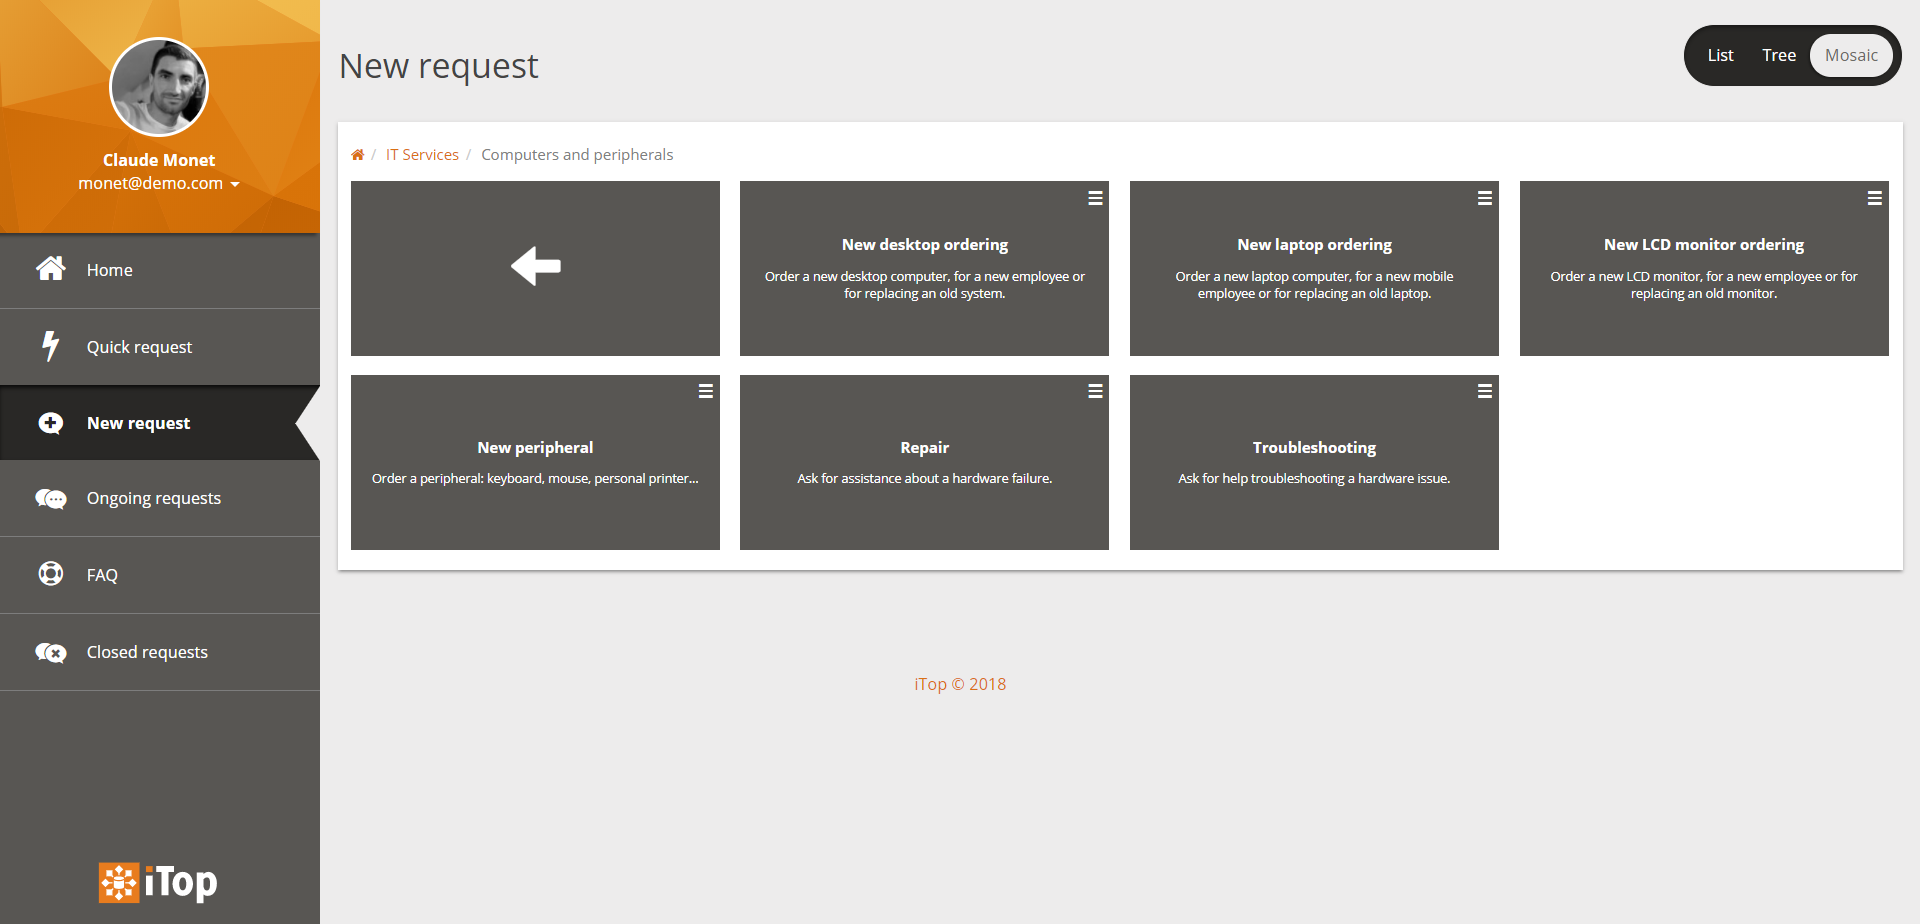 Claude Monet
monet@demo.com
Home
Quick request
New request
Ongoing requests
FAQ
Closed requests
iTop
New request
List Tree Mosaic
/ IT Services / Computers and peripherals
New desktop ordering
Order a new desktop computer, for a new employee or
for replacing an old system.
New laptop ordering
Order a new laptop computer, for a new mobile
employee or for replacing an old laptop.
New LCD monitor ordering
Order a new LCD monitor, for a new employee or for
replacing an old monitor.
New peripheral
Order a peripheral: keyboard, mouse, personal printer...
Repair
Ask for assistance about a hardware failure.
Troubleshooting
Ask for help troubleshooting a hardware issue.
iTop © 2018